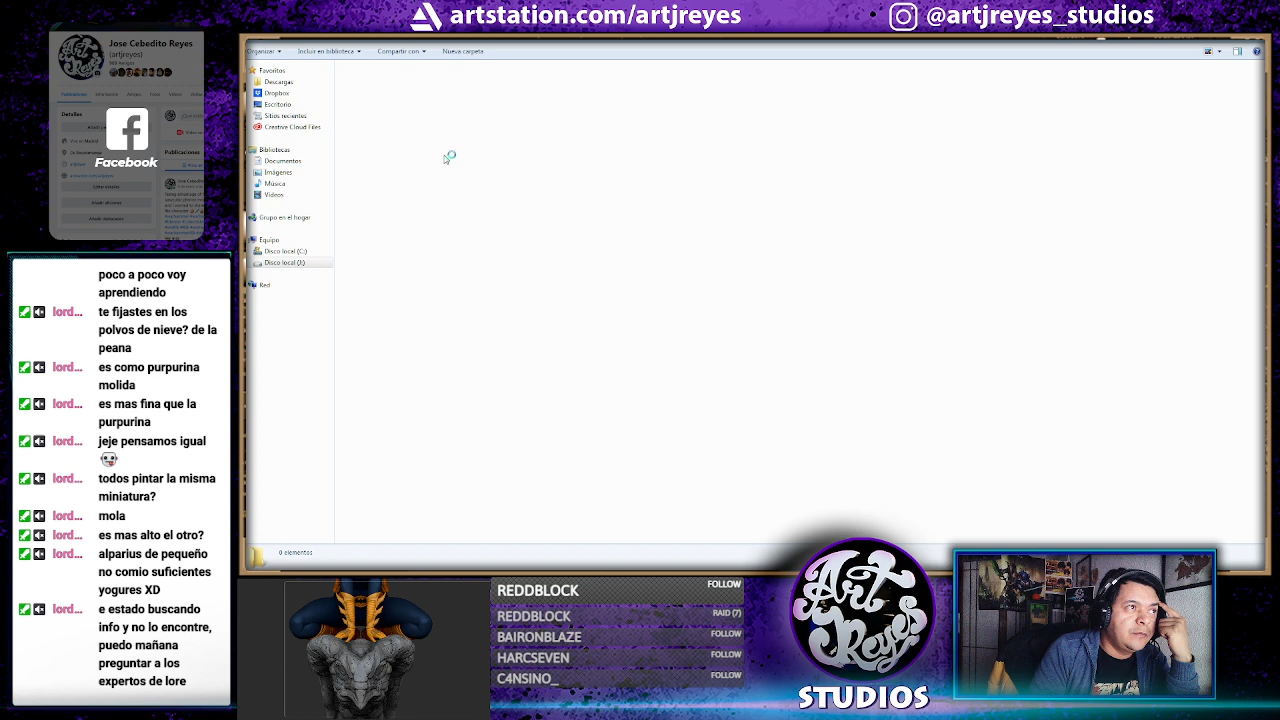 artstation.com/artjreyes
@artjreyes_studios
Jose Cebedito Reyes
(artjreyes)
Facebook
Detalles
Publicaciones
Editar detalles
Organizar
Incluir en biblioteca
Compartir con
Nueva carpeta
Favoritos
Descargas
Dropbox
Escritorio
Sitios recientes
Creative Cloud Files
Bibliotecas
Documentos
Imágenes
Música
Vídeos
Grupo en el hogar
Equipo
Disco local (C:)
Disco local (J:)
Red
0 elementos
poco a poco voy
aprendiendo
lord... te fijastes en los
polvos de nieve? de la
peana
lord... es como purpurina
molida
lord... es mas fina que la
purpurina
lord... jeje pensamos igual
lord... todos pintar la misma
miniatura?
lord... mola
lord... es mas alto el otro?
lord... alparius de pequeño
no comio suficientes
yogures XD
lord... e estado buscando
info y no lo encontre,
puedo mañana
preguntar a los
expertos de lore
REDDBLOCK FOLLOW
REDDBLOCK RAID (7)
BAIRONBLAZE FOLLOW
HARCSEVEN FOLLOW
C4NSINO_ FOLLOW
Art
Reyes
STUDIOS